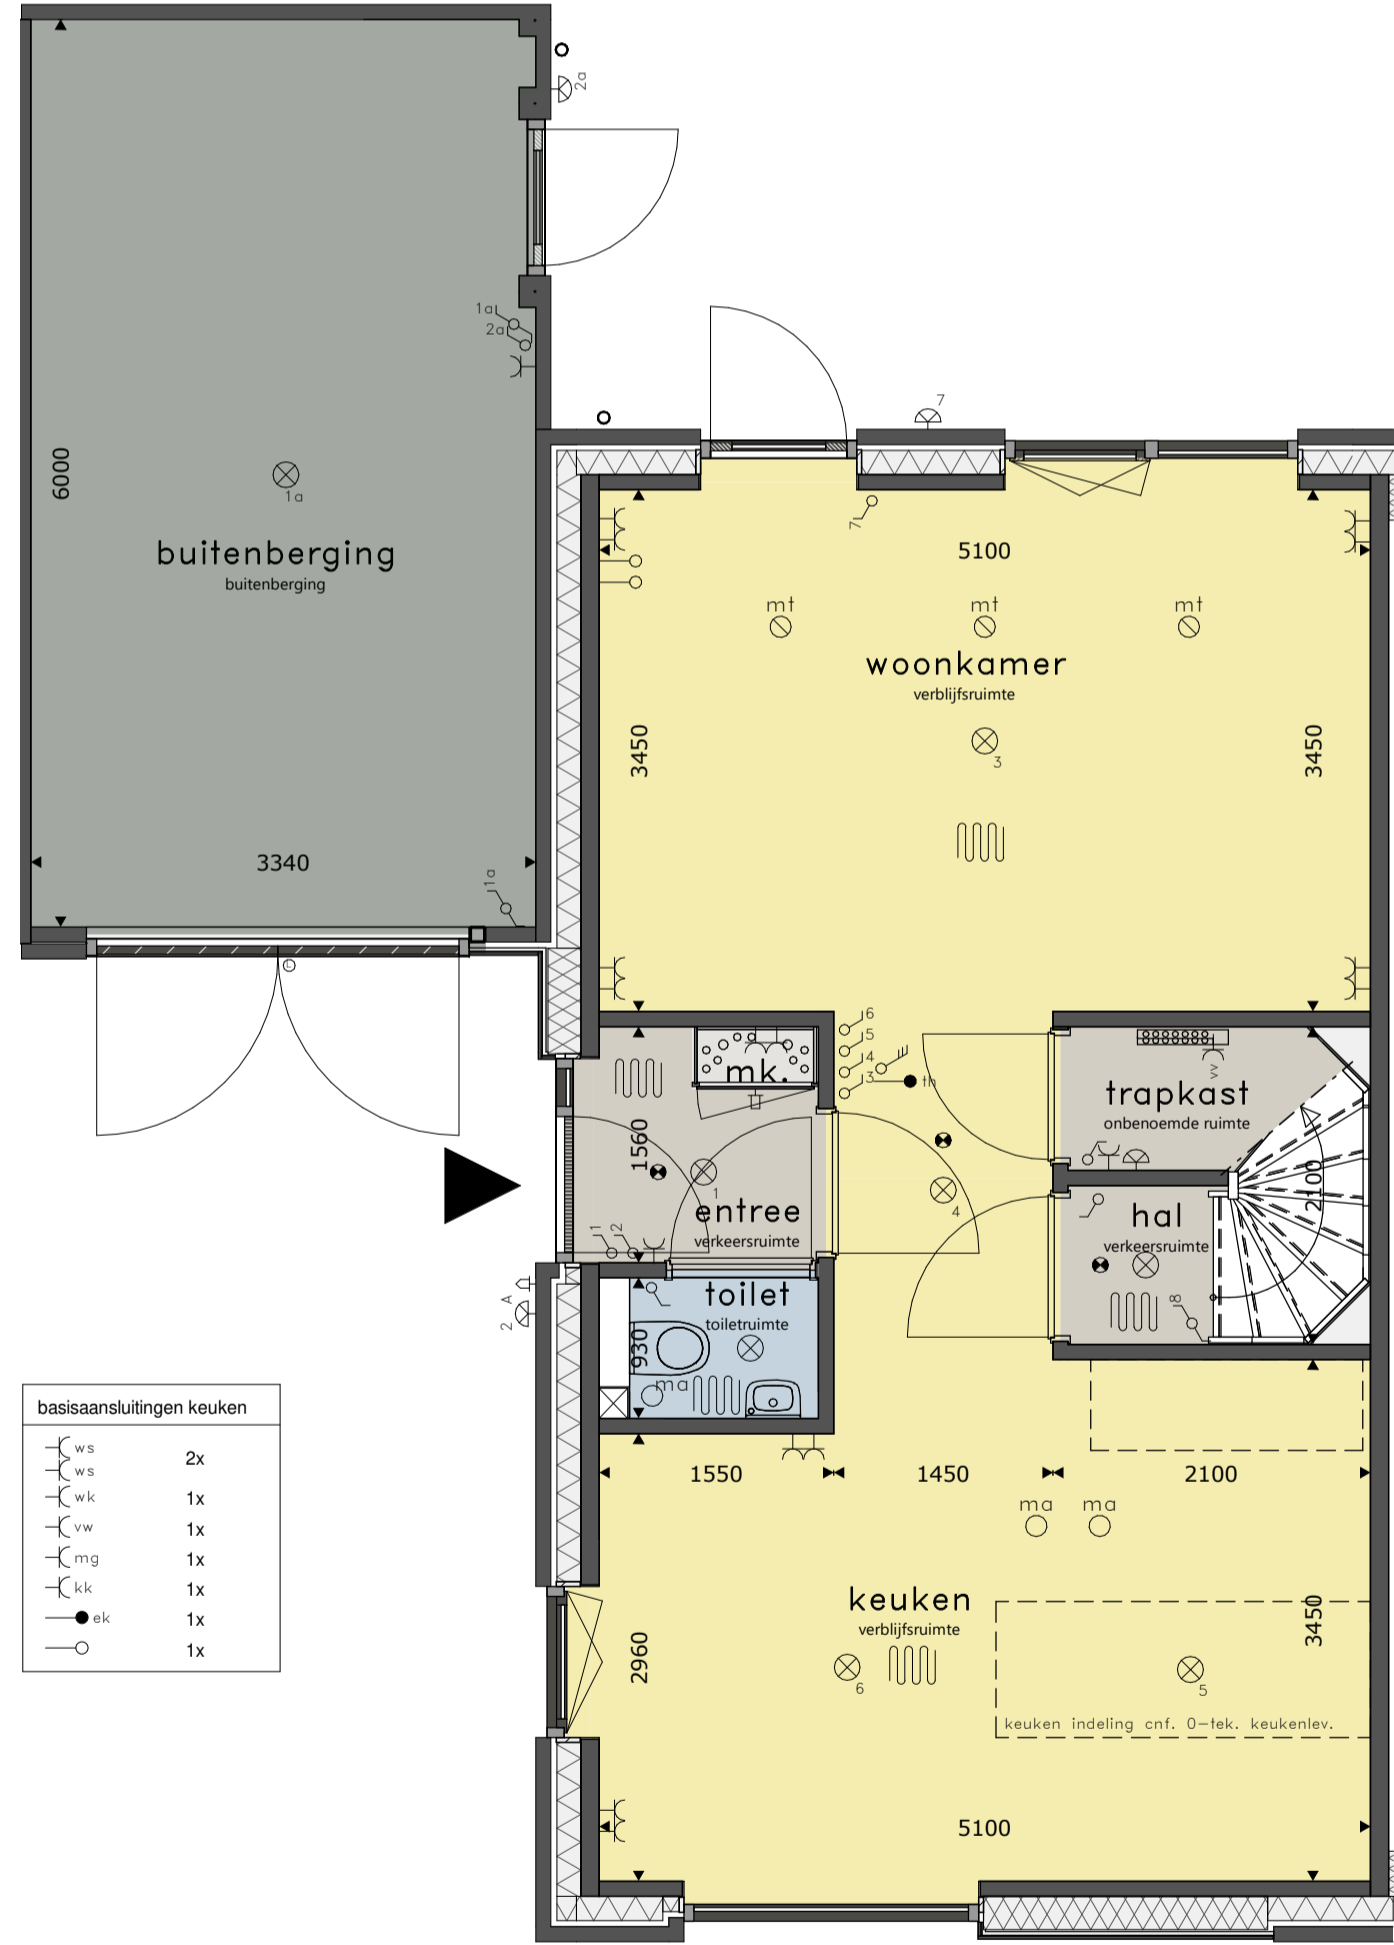 2a
1a
2a
7
6000
1a
buitenberging
buitenberging
7
5100
mt
mt
mt
woonkamer
verblijfsruimte
3450
3450
3
3340
1a
L
6
5
4
3
th
mk.
trapkast
onbenoemde ruimte
vv
1560
1
entree
verkeersruimte
1
2
4
hal
verkeersruimte
2100
8
A
2
toilet
toiletruimte
930
ma
basisaansluitingen keuken
ws
ws
2x
wk
1x
vw
1x
mg
1x
kk
1x
ek
1x
1x
1550
1450
2100
ma
ma
keuken
verblijfsruimte
2960
3450
6
5
keuken indeling cnf. 0-tek. keukenlev.
5100